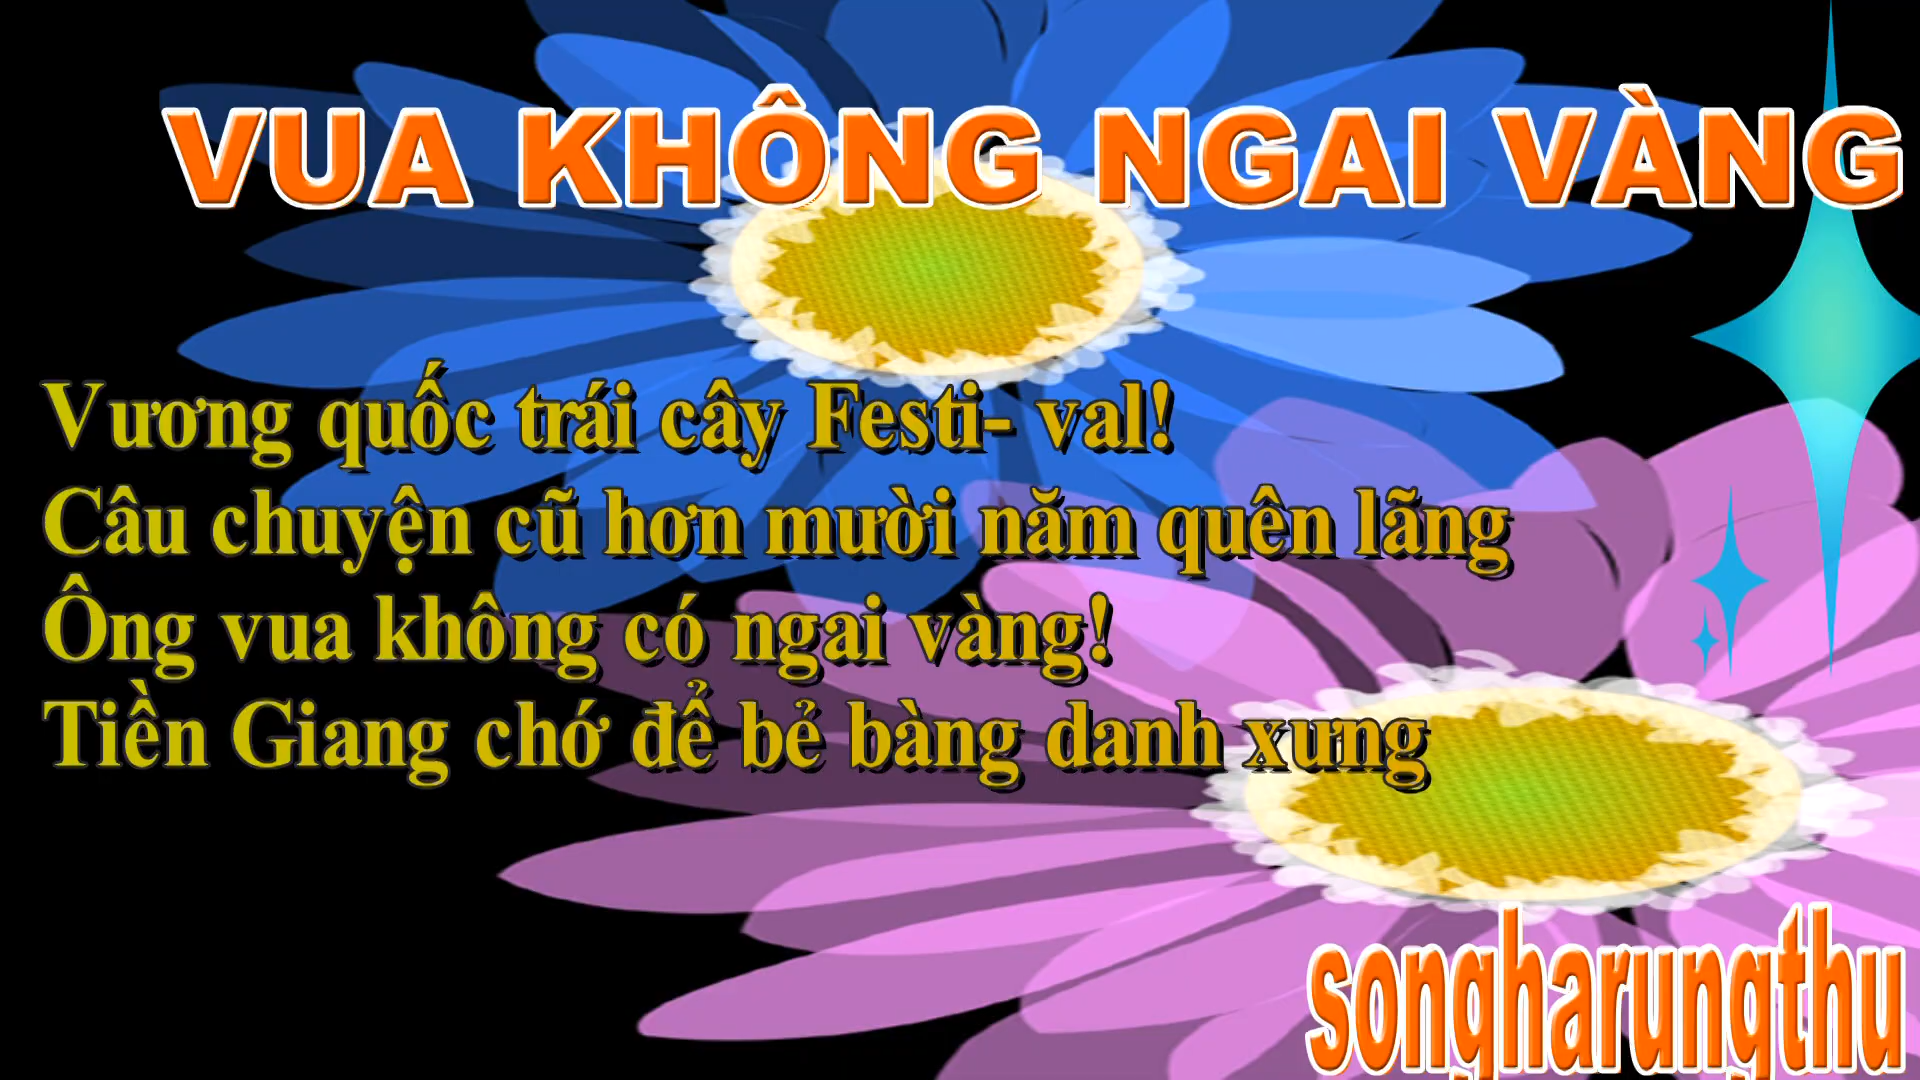 VUA KHÔNG NGAI VÀNG
Vương quốc trái cây Festi- val!
Câu chuyện cũ hơn mười năm quên lãng
Ông vua không có ngai vàng!
Tiền Giang chớ để bẻ bàng danh xưng
songharungthu